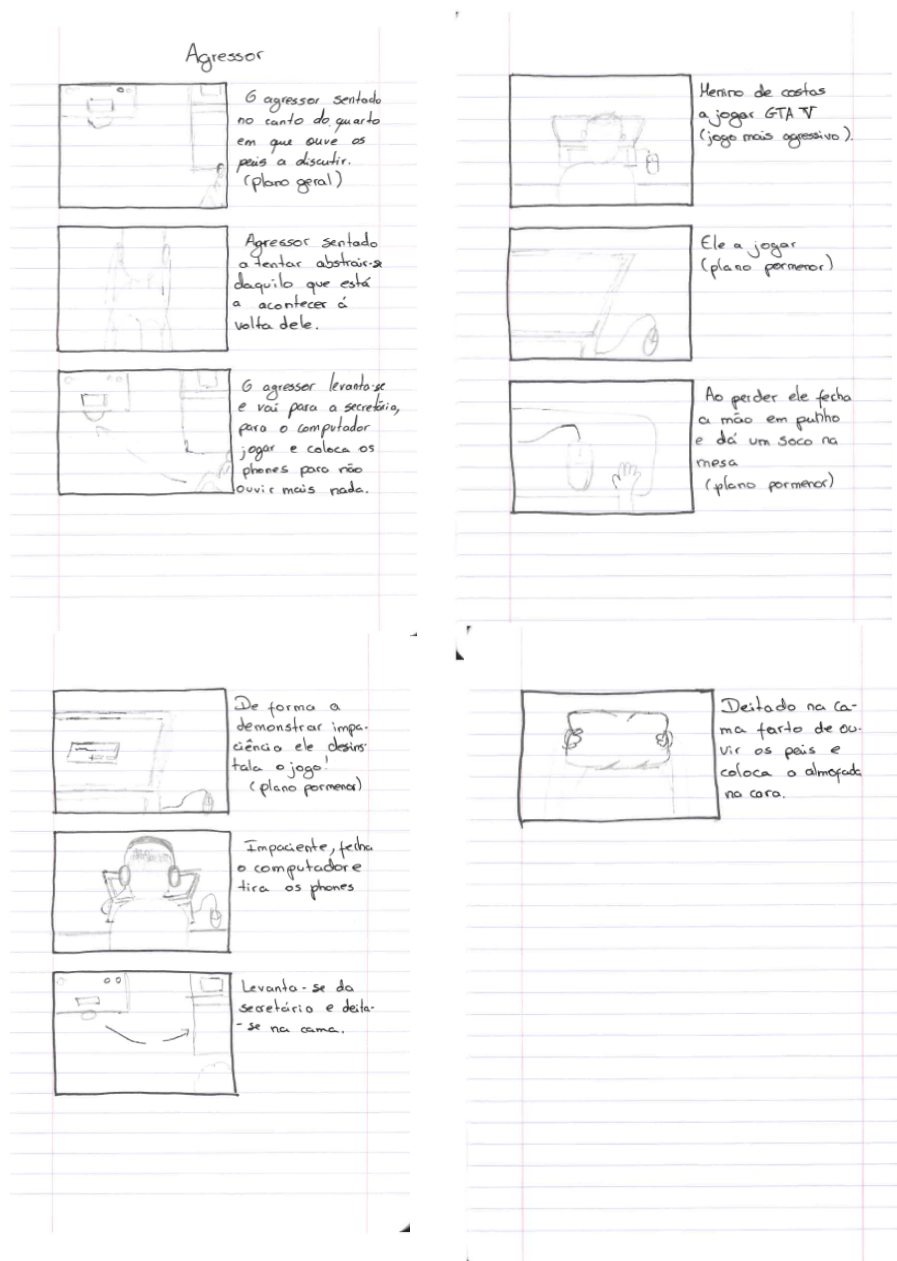 Agressor
O agressor sentado
no canto do quarto
em que ouve os
pais a discutir.
(plano geral)
Agressor sentado
a tentar abstrair-se
daquilo que está
a acontecer á
volta dele.
O agressor levanta-se
e vai para a secretária,
para o computador
jogar e coloca os
phones para não
ouvir mais nada.
Menino de costas
a jogar GTA V
(jogo mais agressivo).
Ele a jogar
(plano pormenor)
Ao perder ele fecha
a mão em punho
e dá um soco na
mesa
(plano pormenor)
De forma a
demonstrar impa-
ciência ele desins
tala o jogo!
(plano pormenor)
Impaciente, fecha
o computador e
tira os phones
Levanta-se da
secretário e deita-
-se na cama.
Deitado na ca-
ma farto de ou-
vir os pais e
coloca a almofada
na cara.